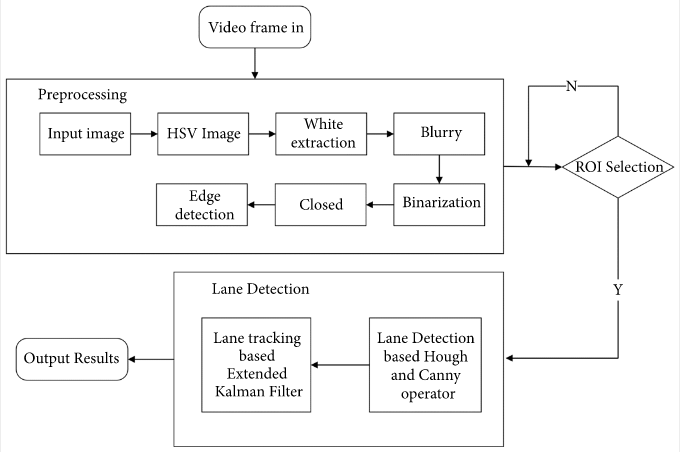 Video frame in
Preprocessing
Input image
HSV Image
White
extraction
Blurry
Edge
detection
Closed
Binarization
N
ROI Selection
Y
Lane Detection
Lane tracking
based
Extended
Kalman Filter
Lane Detection
based Hough
and Canny
operator
Output Results